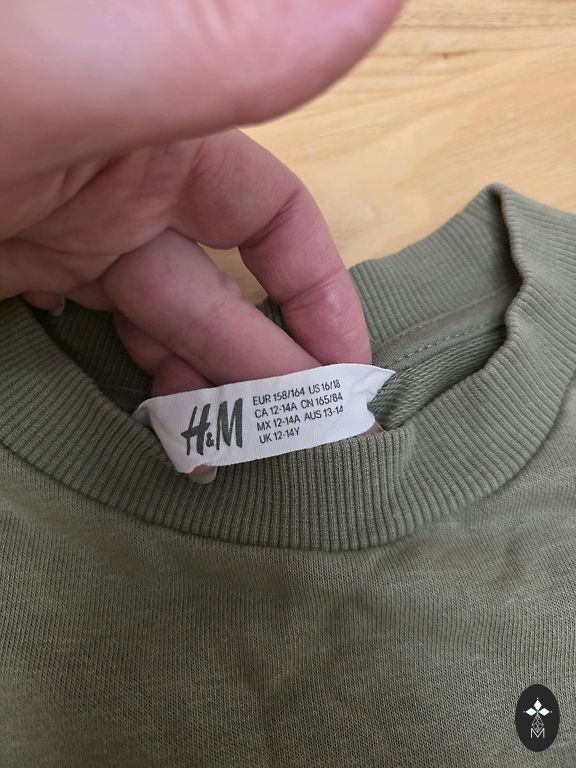 H&M
EUR 158/164 US 16/18
CA 12-14A CN 165/84
MX 12-14A AUS 13-14
UK 12-14Y
M